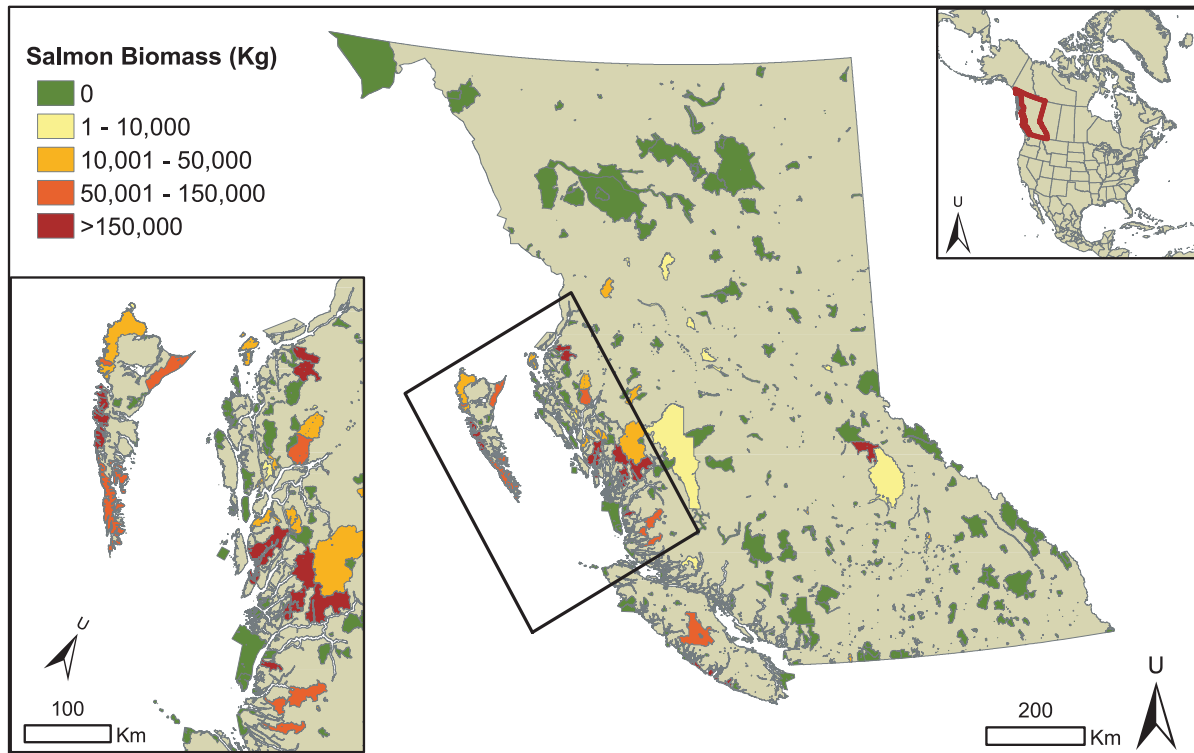 Salmon Biomass (Kg)
0
1 - 10,000
10,001 - 50,000
50,001 - 150,000
>150,000
U
U
100
Km
U
200
Km